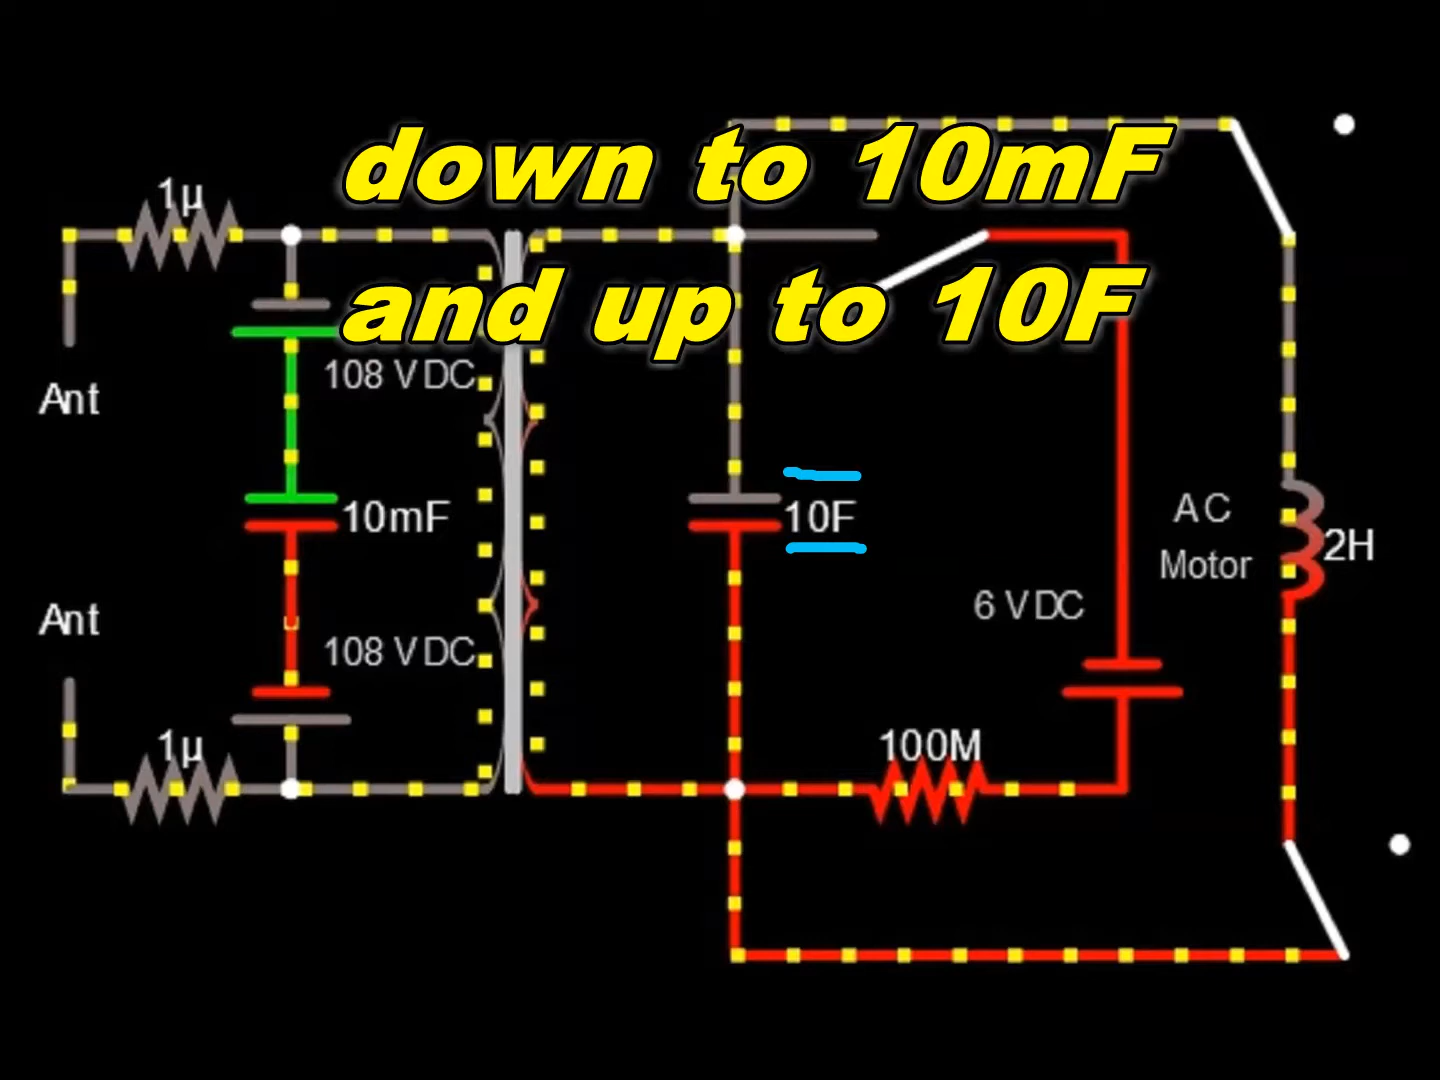 down to 10mF
1µ
and up to 10F
108 VDC
Ant
10mF
10F
AC
Motor
2H
6 VDC
Ant
108 VDC
1µ
100M